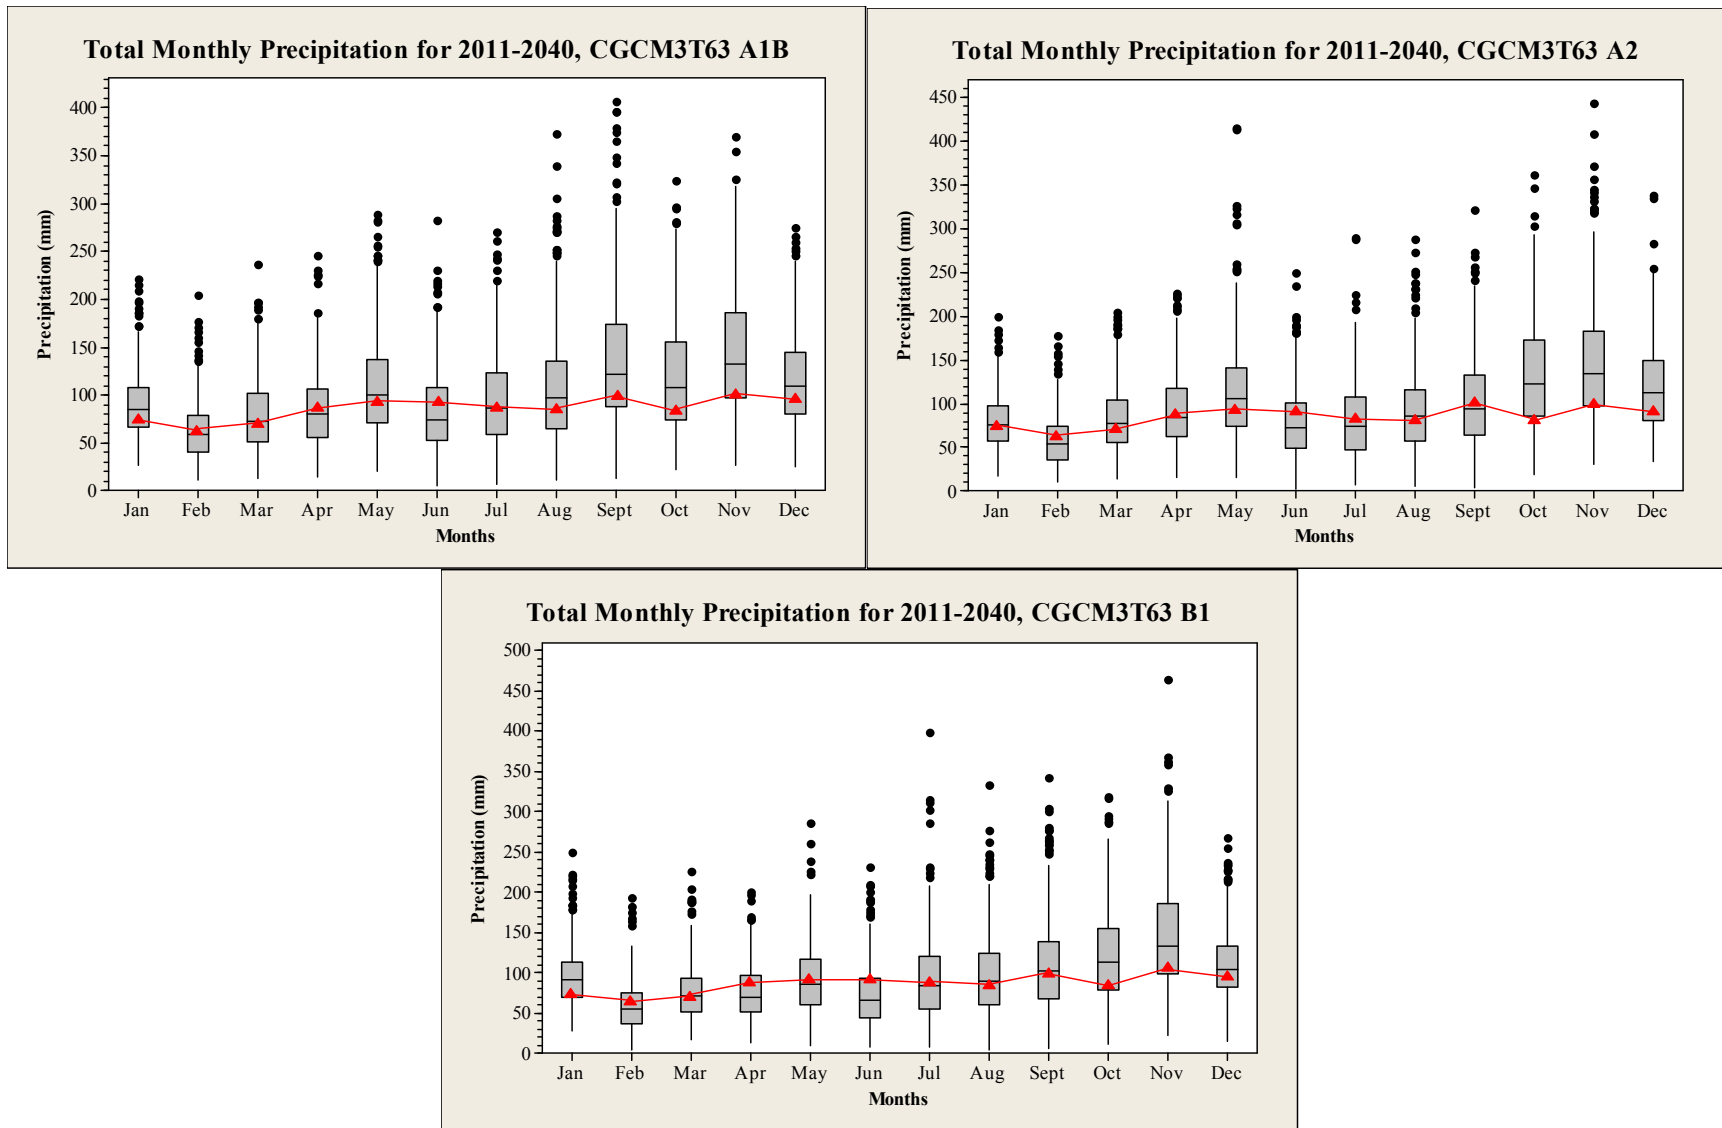 Total Monthly Precipitation for 2011-2040, CGCM3T63 A1B
Precipitation (mm)
400
350
300
250
200
150
100
50
0
Jan Feb Mar Apr May Jun Jul Aug Sept Oct Nov Dec
Months
Total Monthly Precipitation for 2011-2040, CGCM3T63 A2
Precipitation (mm)
450
400
350
300
250
200
150
100
50
0
Jan Feb Mar Apr May Jun Jul Aug Sept Oct Nov Dec
Months
Total Monthly Precipitation for 2011-2040, CGCM3T63 B1
Precipitation (mm)
500
450
400
350
300
250
200
150
100
50
0
Jan Feb Mar Apr May Jun Jul Aug Sept Oct Nov Dec
Months